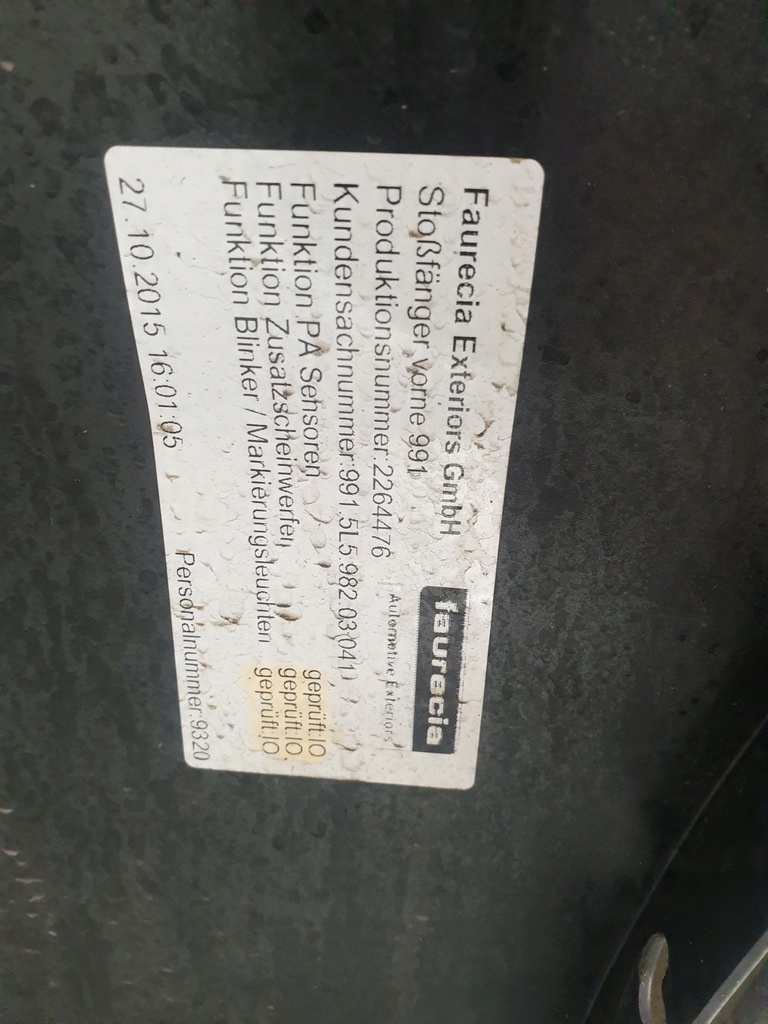 Faurecia Exteriors GmbH
faurecia
Automotive Exteriors
Stoßfänger vorne 991
Produktionsnummer:2264476
Kundensachnummer:991.5L5.982.03(041)
Funktion PA Sensoren geprüft:IO
Funktion Zusatzscheinwerfer geprüft:IO
Funktion Blinker / Markierungsleuchten geprüft:IO
27.10.2015 16:01:05 Personalnummer:9320